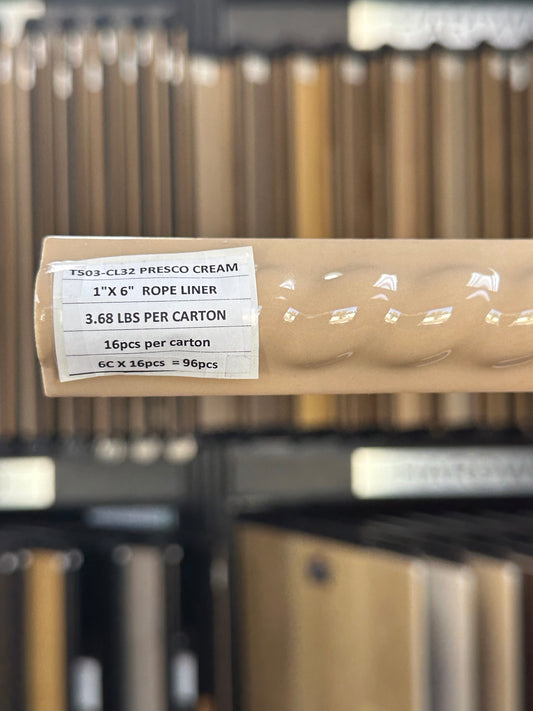 TS03-CL32 PRESCO CREAM
1"X 6" ROPE LINER
3.68 LBS PER CARTON
16pcs per carton
6C X 16pcs = 96pcs